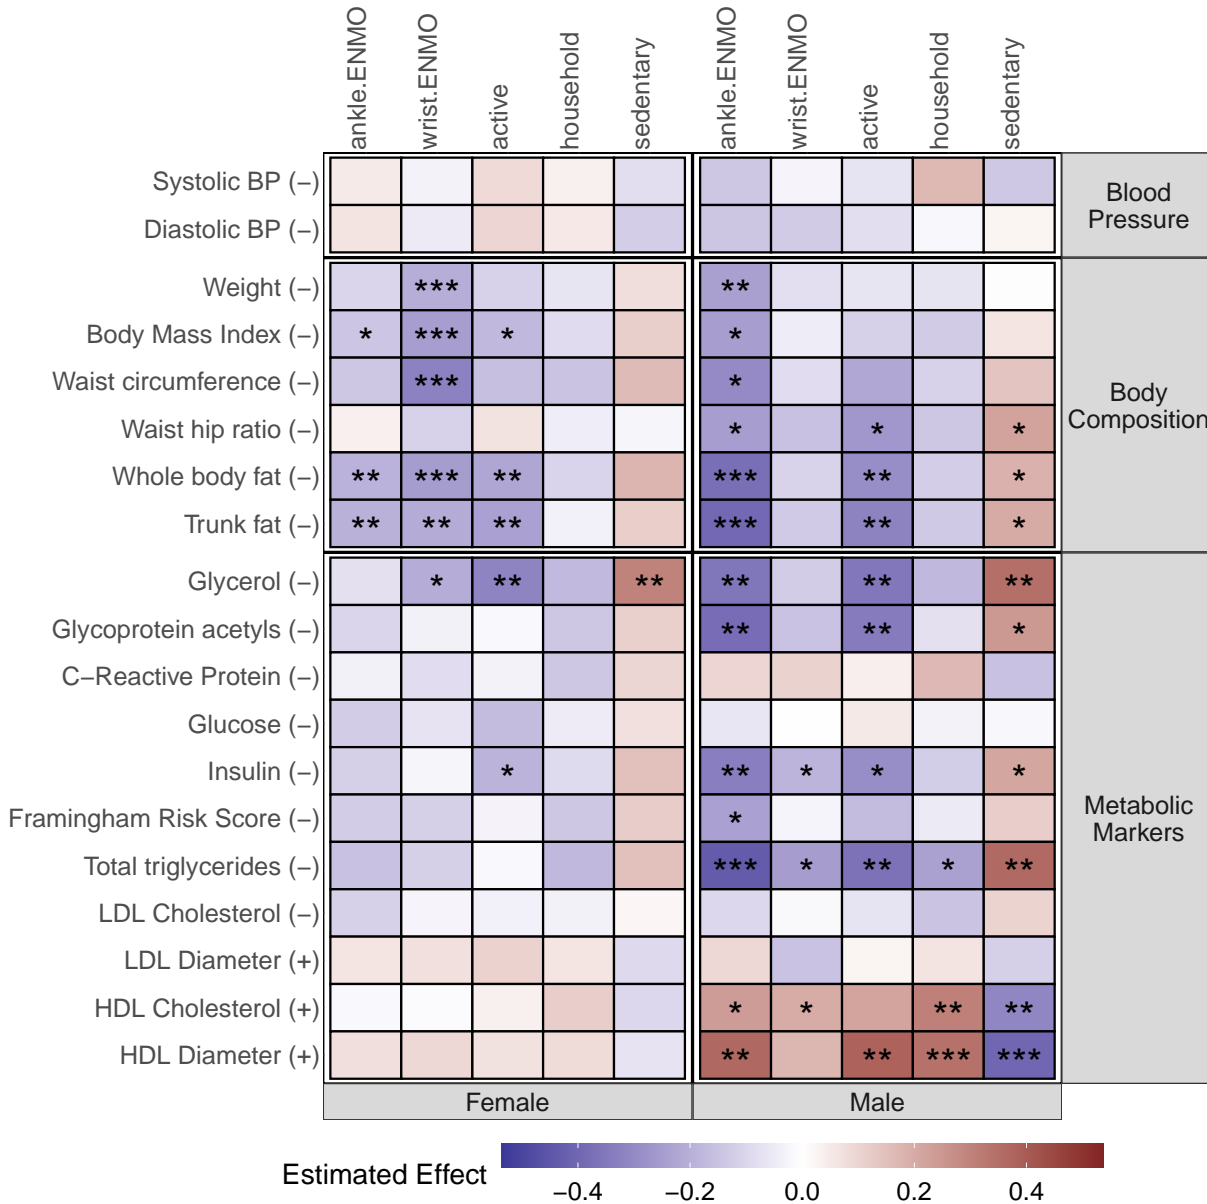 ankle.ENMO wrist.ENMO active household sedentary ankle.ENMO wrist.ENMO active household sedentary
Systolic BP (−)
Diastolic BP (−)
Blood
Pressure
Weight (−) *** **
Body Mass Index (−) * *** * *
Waist circumference (−) *** *
Waist hip ratio (−) * * *
Whole body fat (−) ** *** ** *** ** *
Trunk fat (−) ** ** ** *** ** *
Body
Composition
Glycerol (−) * ** ** ** ** **
Glycoprotein acetyls (−) ** ** *
C−Reactive Protein (−)
Glucose (−)
Insulin (−) * ** * * *
Framingham Risk Score (−) *
Total triglycerides (−) *** * ** * **
LDL Cholesterol (−)
LDL Diameter (+)
HDL Cholesterol (+) * * ** **
HDL Diameter (+) ** ** *** ***
Metabolic
Markers
Female Male
Estimated Effect
−0.4 −0.2 0.0 0.2 0.4